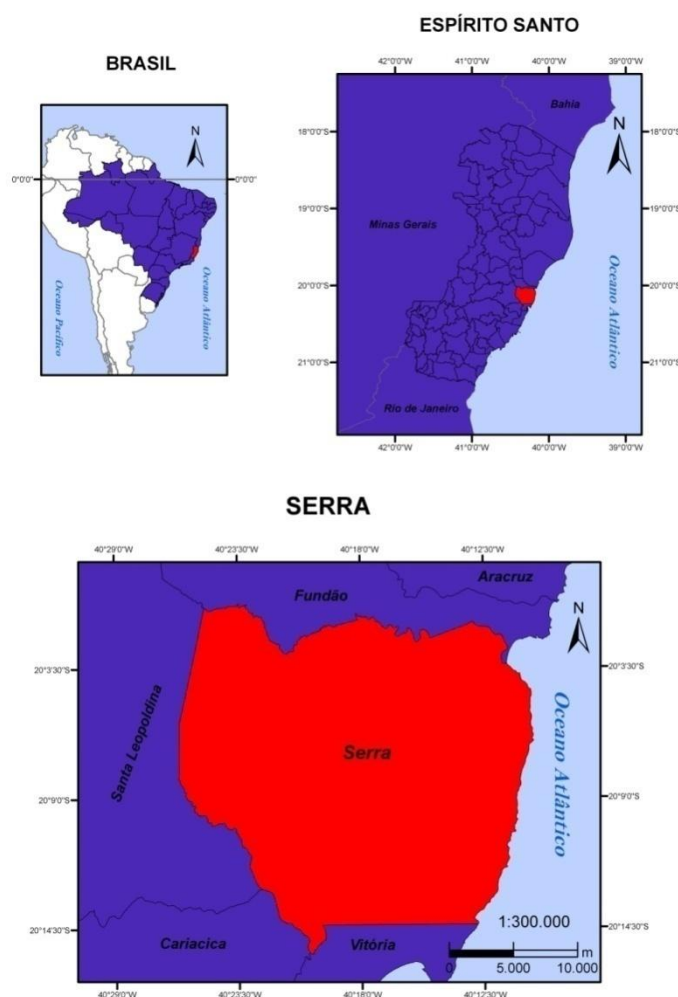 BRASIL
N
0°0'0"
0°0'0"
Oceano Pacífico
Oceano Atlântico
ESPÍRITO SANTO
42°0'0"W
41°0'0"W
40°0'0"W
39°0'0"W
Bahia
N
18°0'0"S
18°0'0"S
19°0'0"S
19°0'0"S
Minas Gerais
20°0'0"S
20°0'0"S
Oceano Atlântico
21°0'0"S
21°0'0"S
Rio de Janeiro
42°0'0"W
41°0'0"W
40°0'0"W
39°0'0"W
SERRA
40°29'0"W
40°23'30"W
40°18'0"W
40°12'30"W
Aracruz
Fundão
N
20°3'30"S
20°3'30"S
Santa Leopoldina
Serra
Oceano Atlântico
20°9'0"S
20°9'0"S
20°14'30"S
20°14'30"S
Cariacica
Vitória
1:300.000
m
0
5.000
10.000
40°29'0"W
40°23'30"W
40°18'0"W
40°12'30"W